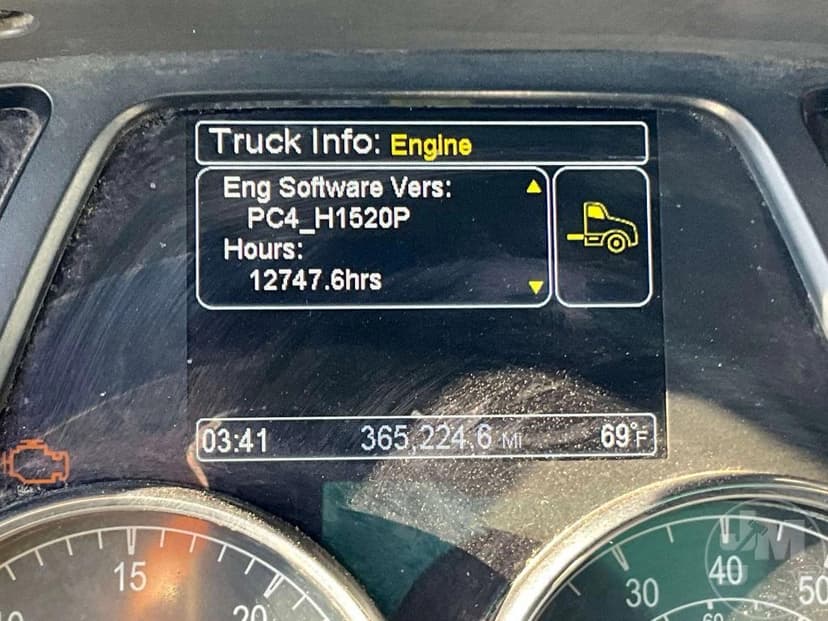 Truck Info: Engine
Eng Software Vers:
PC4_H1520P
Hours:
12747.6hrs
03:41 365,224.6 MI 69°F
15
20
30
40
50
60